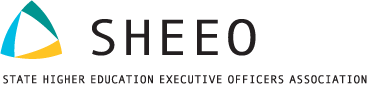 SHEEO
STATE HIGHER EDUCATION EXECUTIVE OFFICERS ASSOCIATION